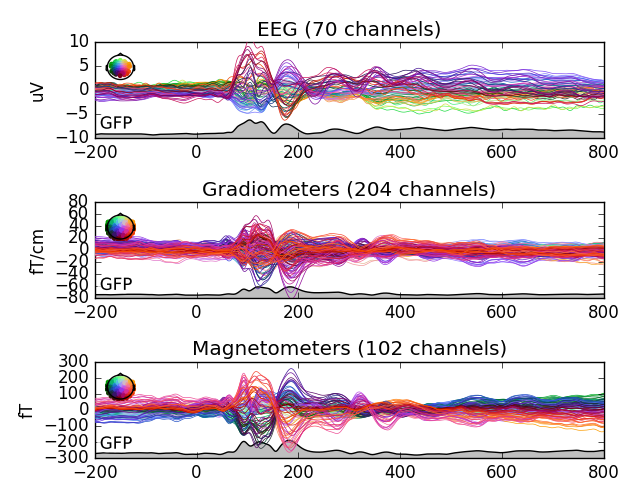 EEG (70 channels)
10
5
0
−5
−10
uV
GFP
−200 0 200 400 600 800
Gradiometers (204 channels)
80
60
40
20
0
−20
−40
−60
−80
fT/cm
GFP
−200 0 200 400 600 800
Magnetometers (102 channels)
300
200
100
0
−100
−200
−300
fT
GFP
−200 0 200 400 600 800